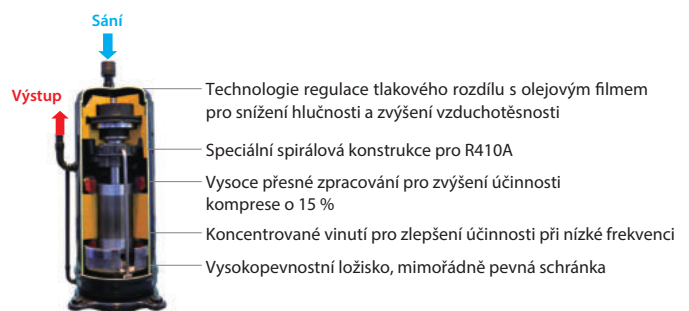 Sání
Výstup
Technologie regulace tlakového rozdílu s olejovým filmem
pro snížení hlučnosti a zvýšení vzduchotěsnosti
Speciální spirálová konstrukce pro R410A
Vysoce přesné zpracování pro zvýšení účinnosti
komprese o 15 %
Koncentrované vinutí pro zlepšení účinnosti při nízké frekvenci
Vysokopevnostní ložisko, mimořádně pevná schránka